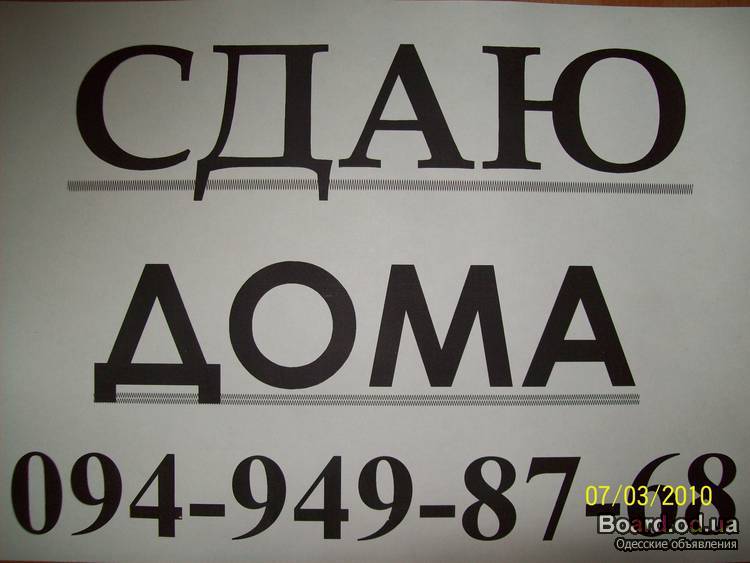 СДАЮ
ДОМА
094-949-87-68
07/03/2010
Board.od.ua
Одесские объявления